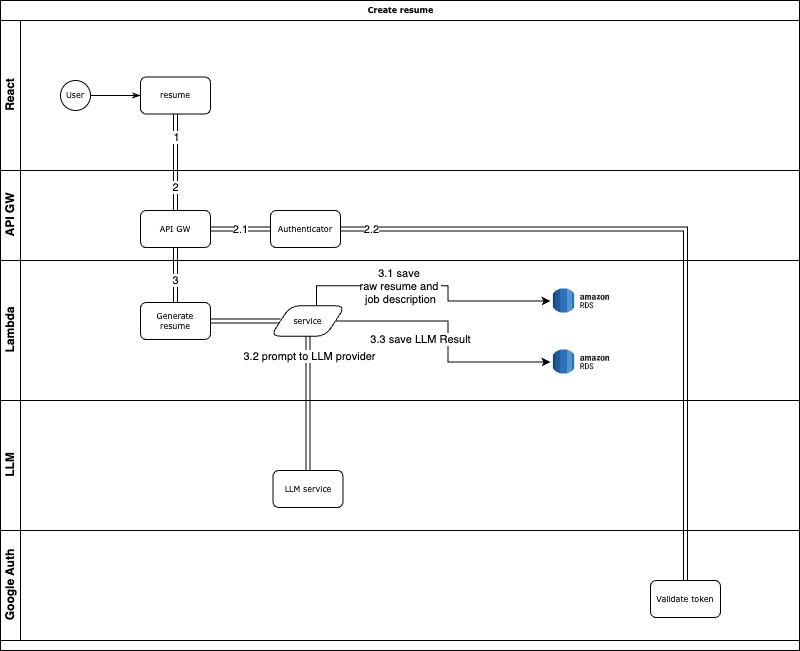 Create resume
React
User
resume
1
2
API GW
API GW
2.1
Authenticator
2.2
3
Lambda
Generate
resume
service
3.1 save
raw resume and
job description
amazon
RDS
3.3 save LLM Result
amazon
RDS
3.2 prompt to LLM provider
LLM
LLM service
Google Auth
Validate token